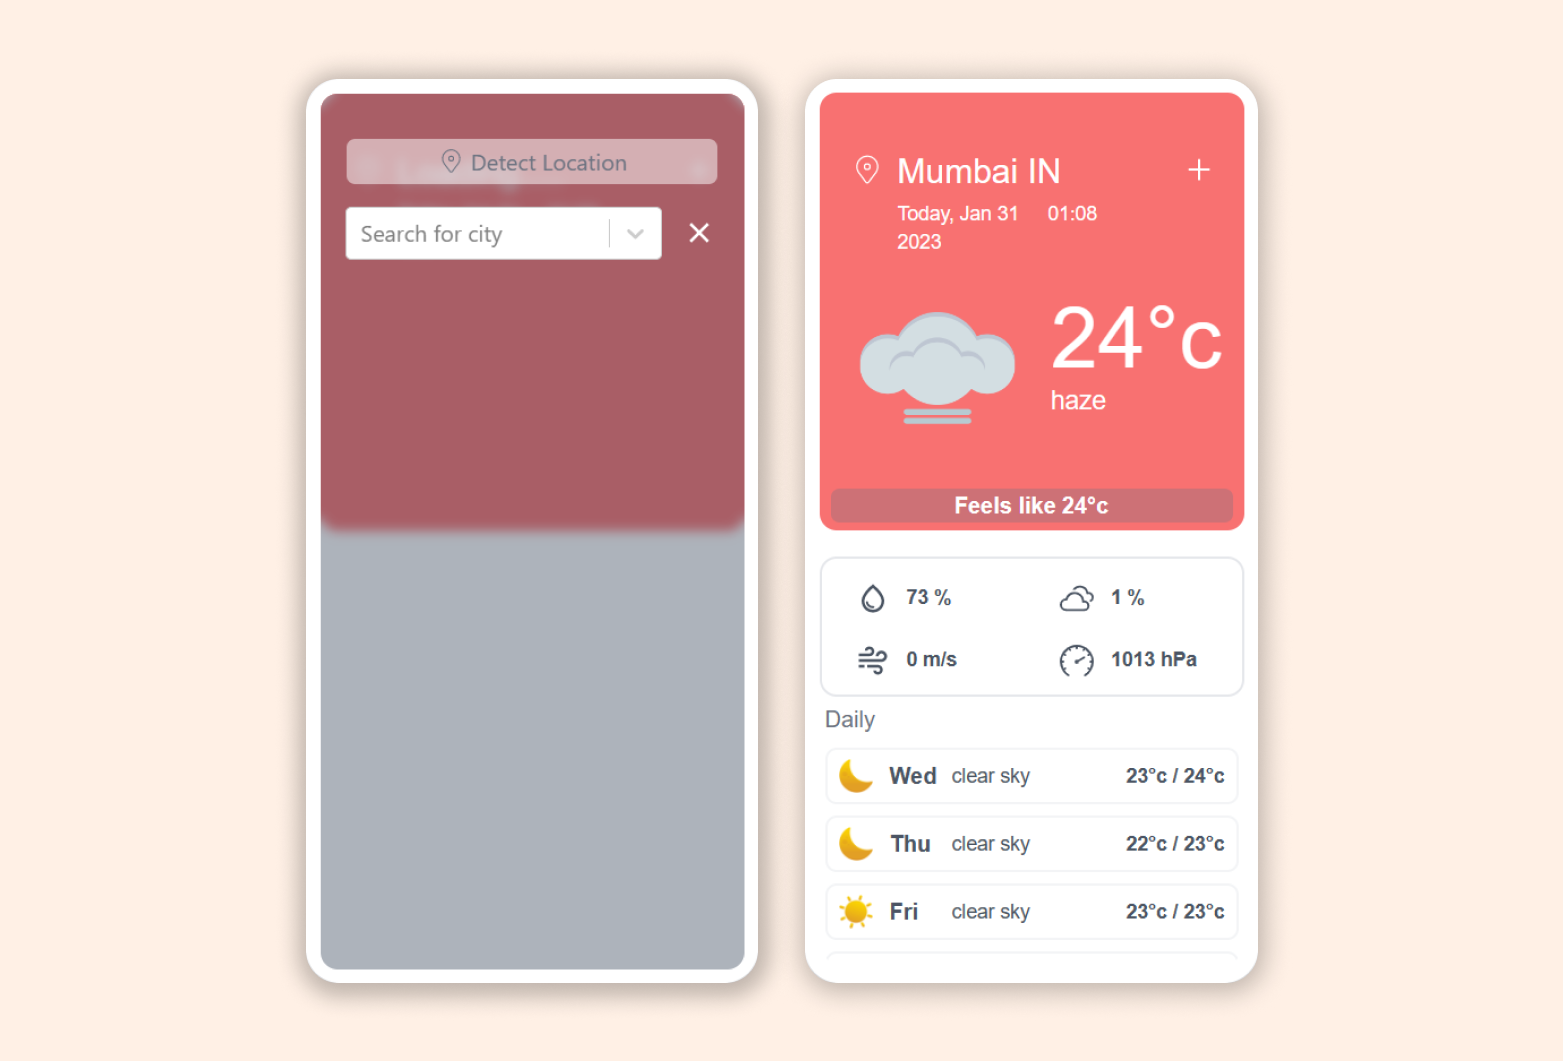 Detect Location
Search for city
Mumbai IN
Today, Jan 31 01:08
2023
24°c
haze
Feels like 24°c
73 % 1 %
0 m/s 1013 hPa
Daily
Wed clear sky 23°c / 24°c
Thu clear sky 22°c / 23°c
Fri clear sky 23°c / 23°c